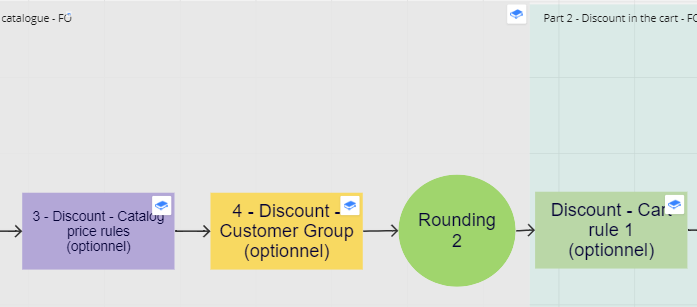 catalogue - FO
Part 2 - Discount in the cart - FO
3 - Discount - Catalog
price rules
(optionnel)
4 - Discount -
Customer Group
(optionnel)
Rounding
2
Discount - Cart
rule 1
(optionnel)